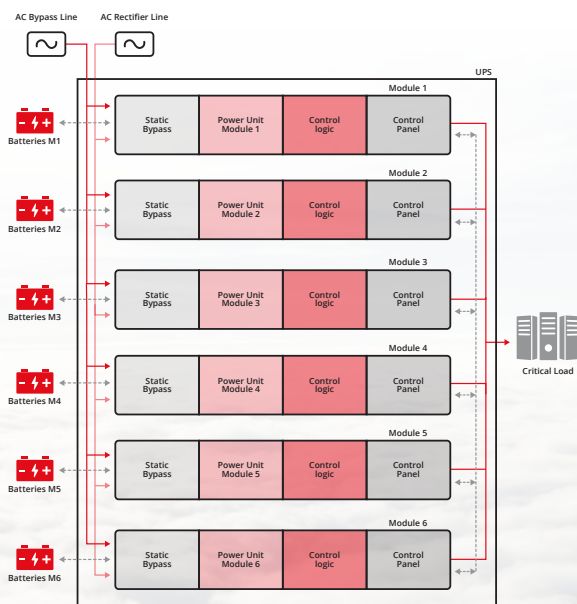 AC Bypass Line
AC Rectifier Line
UPS
Module 1
Static
Bypass
Power Unit
Module 1
Control
logic
Control
Panel
Batteries M1
Module 2
Static
Bypass
Power Unit
Module 2
Control
logic
Control
Panel
Batteries M2
Module 3
Static
Bypass
Power Unit
Module 3
Control
logic
Control
Panel
Batteries M3
Critical Load
Module 4
Static
Bypass
Power Unit
Module 4
Control
logic
Control
Panel
Batteries M4
Module 5
Static
Bypass
Power Unit
Module 5
Control
logic
Control
Panel
Batteries M5
Module 6
Static
Bypass
Power Unit
Module 6
Control
logic
Control
Panel
Batteries M6